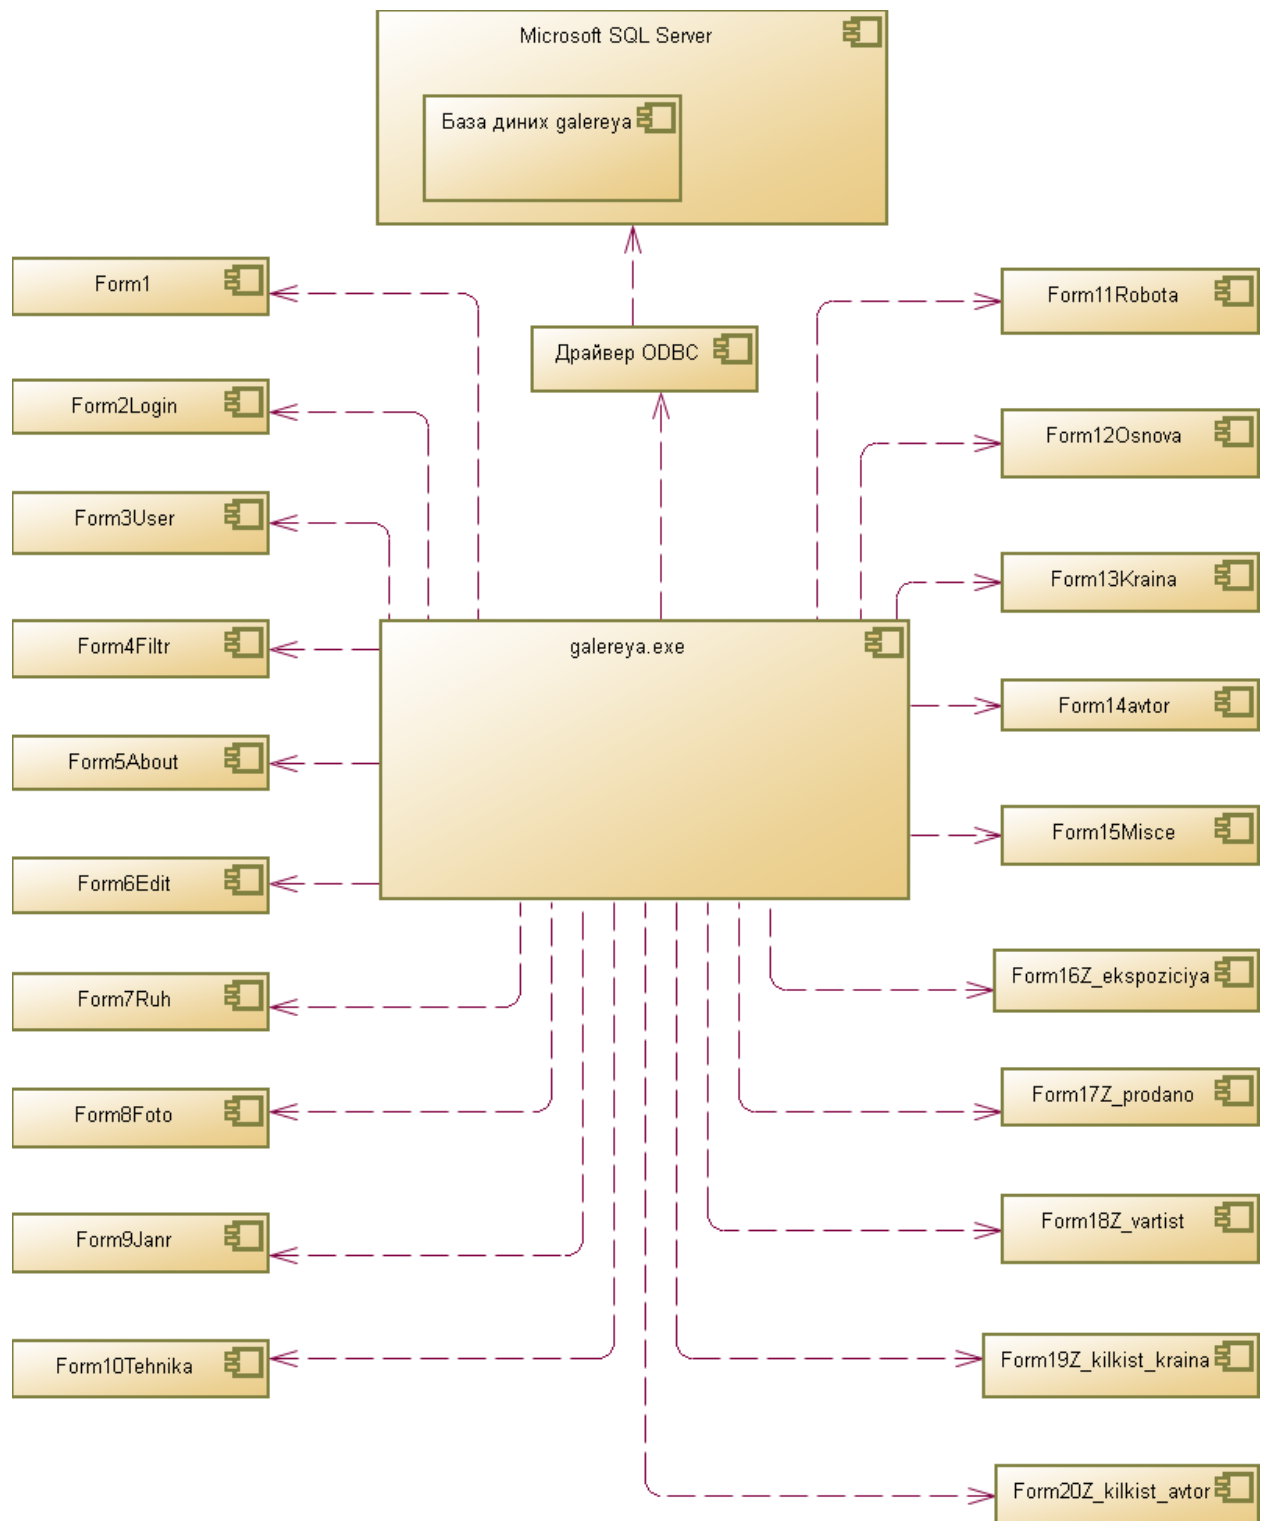 Microsoft SQL Server
База диних galereya
Драйвер ODBC
galereya.exe
Form1
Form2Login
Form3User
Form4Filtr
Form5About
Form6Edit
Form7Ruh
Form8Foto
Form9Janr
Form10Tehnika
Form11Robota
Form12Osnova
Form13Kraina
Form14avtor
Form15Misce
Form16Z_ekspoziciya
Form17Z_prodano
Form18Z_vartist
Form19Z_kilkist_kraina
Form20Z_kilkist_avtor